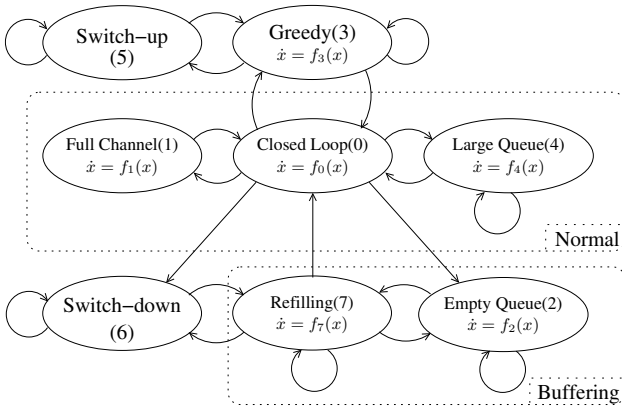 Switch−up
(5)
Greedy(3)
ẋ = f₃(x)
Full Channel(1)
ẋ = f₁(x)
Closed Loop(0)
ẋ = f₀(x)
Large Queue(4)
ẋ = f₄(x)
Normal
Switch−down
(6)
Refilling(7)
ẋ = f₇(x)
Empty Queue(2)
ẋ = f₂(x)
Buffering